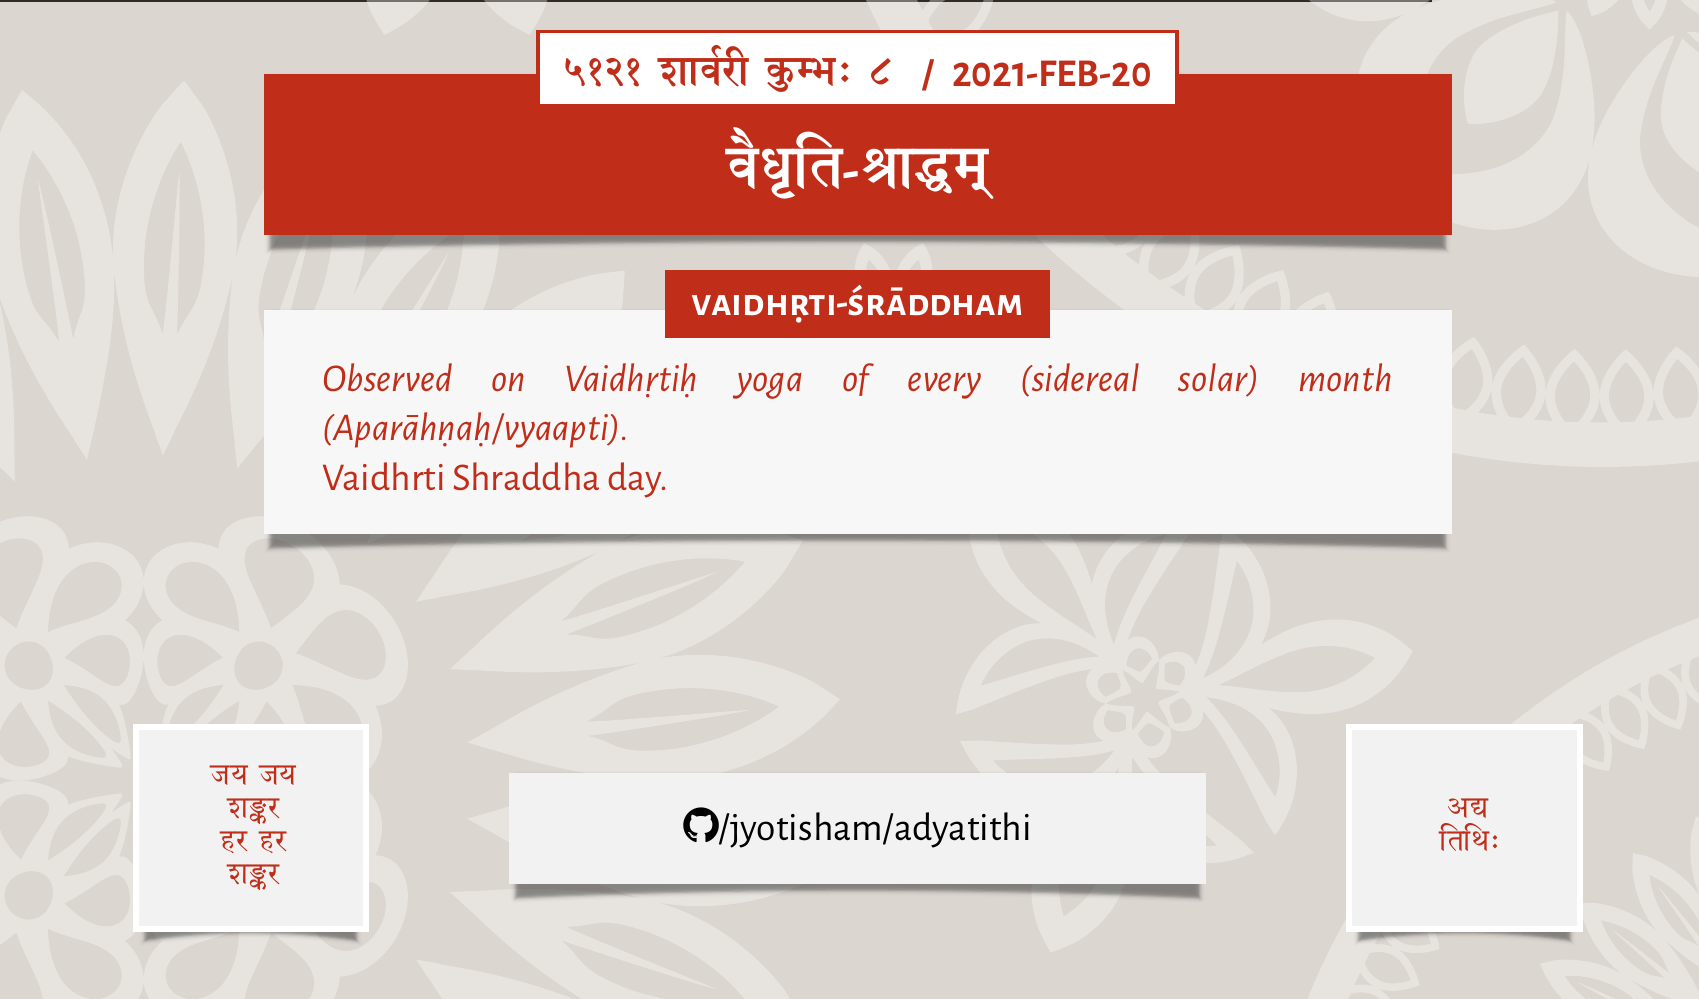 ५१२१ शार्वरी कुम्भः ८ / 2021-FEB-20
वैधृति-श्राद्धम्
VAIDHṚTI-ŚRĀDDHAM
Observed on Vaidhṛtiḥ yoga of every (sidereal solar) month
(Aparāhṇaḥ/vyaapti).
Vaidhrti Shraddha day.
जय जय
शङ्कर
हर हर
शङ्कर
/jyotisham/adyatithi
अद्य
तिथिः